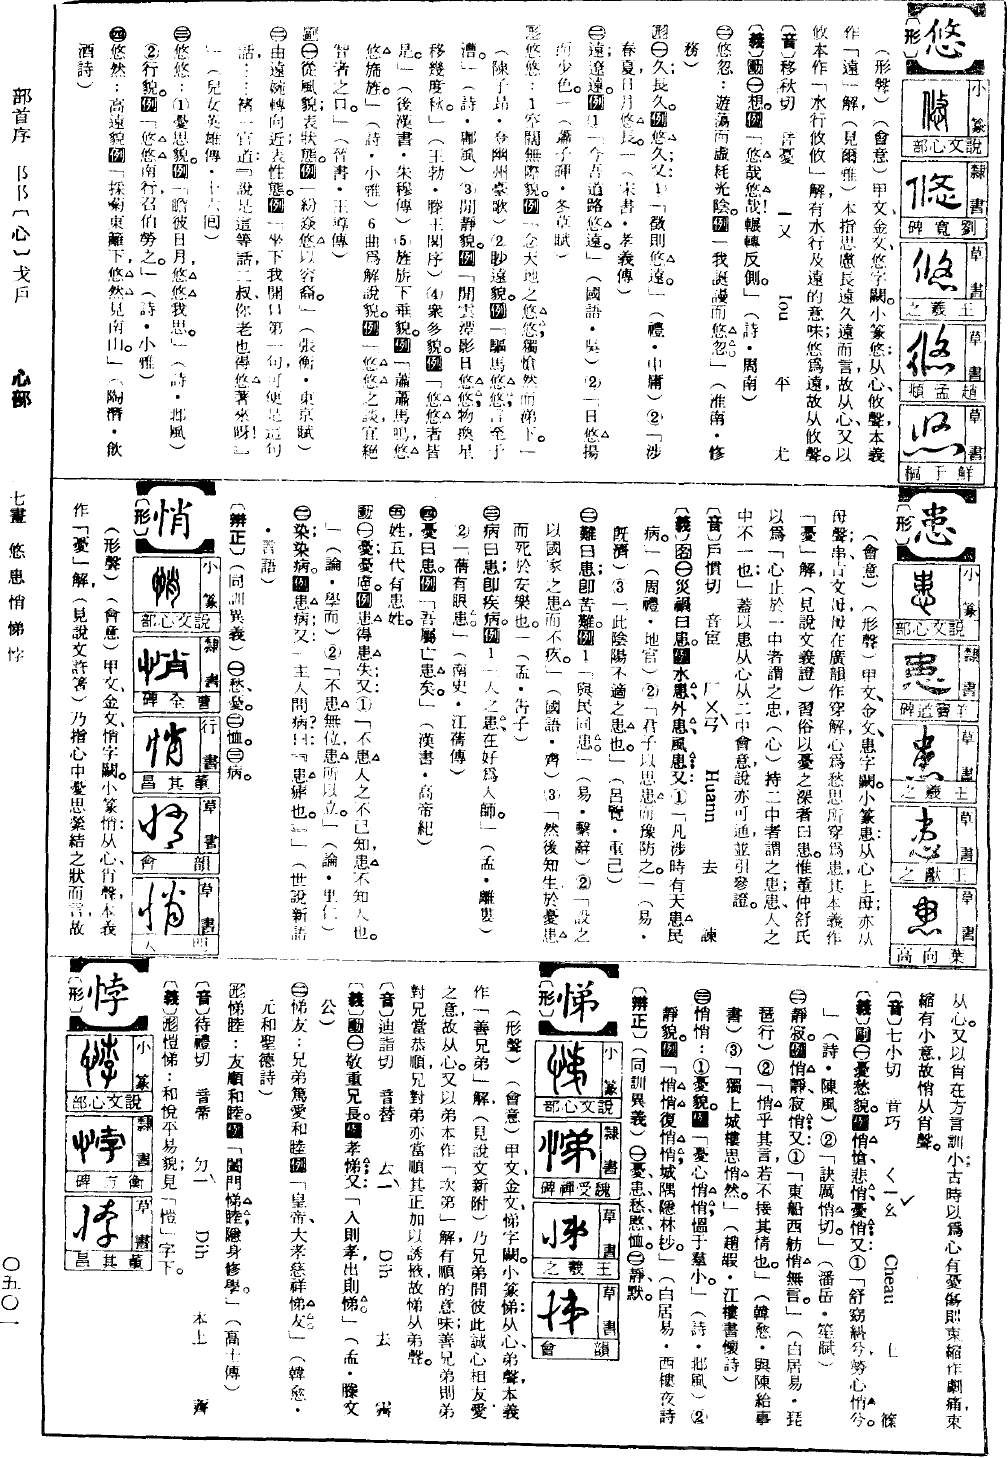 悠
〔形〕
小篆 說文心部
隸書 劉寬碑
草書 王羲之
草書 趙孟頫
草書 鮮于樞
（形聲）（會意）甲文、金文、悠字闕。小篆悠：从心、攸聲，本義
作「遠」解，（見爾雅）本指思慮長遠久遠而言，故从心、又以
攸本作「水行攸攸」解，有水行及遠的意味，悠爲遠，故从攸聲。
〔音〕移秋切 音憂 ㄧㄡ Iou 平 尤
〔義〕動㊀想。例「悠哉悠哉！輾轉反側。」（詩・周南）
㊁悠忽：遊蕩而虛耗光陰。例「我誕謾而悠忽。」（淮南・修
務）
形㊀久長久。例悠久又：①「徵則悠遠。」（禮・中庸）②「涉
春夏日月悠長。」（宋書・孝義傳）
㊁遠遼遠。例①「今吾道路悠遠。」（國語・吳）②「日悠揚
而少色。」（蕭子暉・冬草賦）
形悠悠：1空闊無際貌。例「念天地之悠悠，獨愴然而涕下。」
（陳子昂・登幽州臺歌）②眇遠貌。例「驅馬悠悠，言至于
漕。」（詩・鄘風）③閒靜貌。例「閒雲潭影日悠悠，物換星
移幾度秋。」（王勃・滕王閣序）④衆多貌。例「悠悠者皆
是。」（後漢書・朱穆傳）⑤旌旂下垂貌。例「蕭蕭馬鳴，悠
悠旆旌。」（詩・小雅）6曲爲解說貌。例「悠悠之談，宜絕
智者之口。」（晉書・王導傳）
副㊀從風貌：表狀態。例「紛焱悠以容裔。」（張衡・東京賦）
㊁由遠婉轉向近：表性態。例「…坐下我開口第一句可便是這句
話：…褚一官道：『說是這等話，二叔，你老也得悠著來呀！』
」（兒女英雄傳・十六回）
㊂悠悠：①憂思貌。例「瞻彼日月，悠悠我思。」（詩・邶風）
②行貌。例「悠悠南行，召伯勞之。」（詩・小雅）
㊃悠然：高遠貌。例「採菊東籬下，悠然見南山。」（陶潛・飲
酒詩）
患
〔形〕
小篆 說文心部
隸書
草書 王羲之
草書 王獻之
草書 葉向高
（會意）（形聲）甲文、金文、患字闕。小篆患：从心上毋，亦从
毋聲；串古文毋，毋在廣韻作穿解，心爲愁思所穿爲患，其本義作
「憂」解，（見說文義證）習俗以憂之深者曰患；惟董仲舒氏
以爲「心止於一中者謂之忠，（心）持二中者謂之患；患，人之
中不一也」蓋以患从心从二中會意，說亦可通，並引參證。
〔音〕戶慣切 音宦 ㄏㄨㄢˋ Huann 去 諫
〔義〕名㊀災禍曰患。例水患、外患、風患又：①「凡涉時有天患民
病。」（周禮・地官）②「君子以思患而豫防之。」（易・
旣濟）③「此陰陽不適之患也。」（呂覽・重己）
㊁難曰患，卽苦難。例1「與民同患。」（易・繫辭）②「設之
以國家之患而不疚。」（國語・齊）③「然後知生於憂患
而死於安樂也。」（孟・告子）
㊂病曰患，卽疾病。例1「人之患，在好爲人師。」（孟・離婁）
②「蒨有眼患。」（南史・江蒨傳）
㊃憂曰患。例「吾屬亡患矣。」（漢書・高帝紀）
㊄姓，五代有患姓。
動㊀憂，憂慮。例患得患失又：①「不患人之不己知，患不知人也。
」（論・學而）②「不患無位，患所以立。」（論・里仁）
㊁染，染病。例患病又：「主人問病？曰：『患瘧也。』」（世說新語
・言語）
〔辨正〕（同訓異義）㊀愁、憂。㊁恤。㊂病。
悄
〔形〕
小篆 說文心部
隸書 曹全碑
行書 董其昌
草書 韻會
草書 明人
（形聲）（會意）甲文、金文、悄字闕。小篆悄：从心、肖聲，本義
作「憂」解，（見說文許箸）乃指心中憂思縈結之狀而言，故
从心。又以肖在方言訓小，古時以爲心有憂傷則束縮作劇痛，束
縮有小意，故悄从肖聲。
〔音〕七小切 音巧 ㄑㄧㄠˇ Cheau 上 篠
〔義〕副㊀憂愁貌。例悄愴、悲悄、憂悄又：①「舒窈糾兮，勞心悄兮。
」（詩・陳風）②「訣厲悄切。」（潘岳・笙賦）
㊁靜寂。例悄靜、寂悄又：①「東船西舫悄無言。」（白居易・琵
琶行）②「悄乎其言，若不接其情也。」（韓愈・與陳給事
書）③「獨上城樓思悄然。」（趙嘏・江樓書懷詩）
㊂悄悄：①憂貌。例「憂心悄悄，慍于羣小。」（詩・邶風）②
靜貌。例「悄悄復悄悄，城隅隱林杪。」（白居易・西樓夜詩）
〔辨正〕（同訓異義）㊀憂、患、愁、愍、恤。㊁靜、默。
悌
〔形〕
小篆 說文心部
隸書 魏受禪碑
草書 王羲之
草書 韻會
（形聲）（會意）甲文、金文、悌字闕。小篆悌：从心、弟聲，本義
作「善兄弟」解，（見說文新附）乃兄弟間彼此誠心相友愛
之意，故从心。又以弟本作「次弟」解，有順的意味；善兄弟則弟
對兄當恭順，兄對弟亦當順其正加以誘掖，故悌从弟聲。
〔音〕迪詣切 音替 ㄊㄧˋ Dih 去 霽
〔義〕動㊀敬重兄長。例孝悌又：「入則孝，出則悌。」（孟・滕文
公）
㊁悌友：兄弟篤愛和睦。例「皇帝大孝，慈祥悌友。」（韓愈・
元和聖德詩）
形悌睦：友順和睦。例「閨門悌睦，隱身修學。」（高士傳）
〔音〕待禮切 音弟 ㄉㄧˋ Dih 本上 薺
〔義〕形愷悌：和悅平易貌；見「愷」字下。
悖
〔形〕
小篆 說文心部
隸書 衡方碑
草書 董其昌
部首序 卩阝〔心〕戈戶 心部 七畫 悠患悄悌悖 〇五〇一